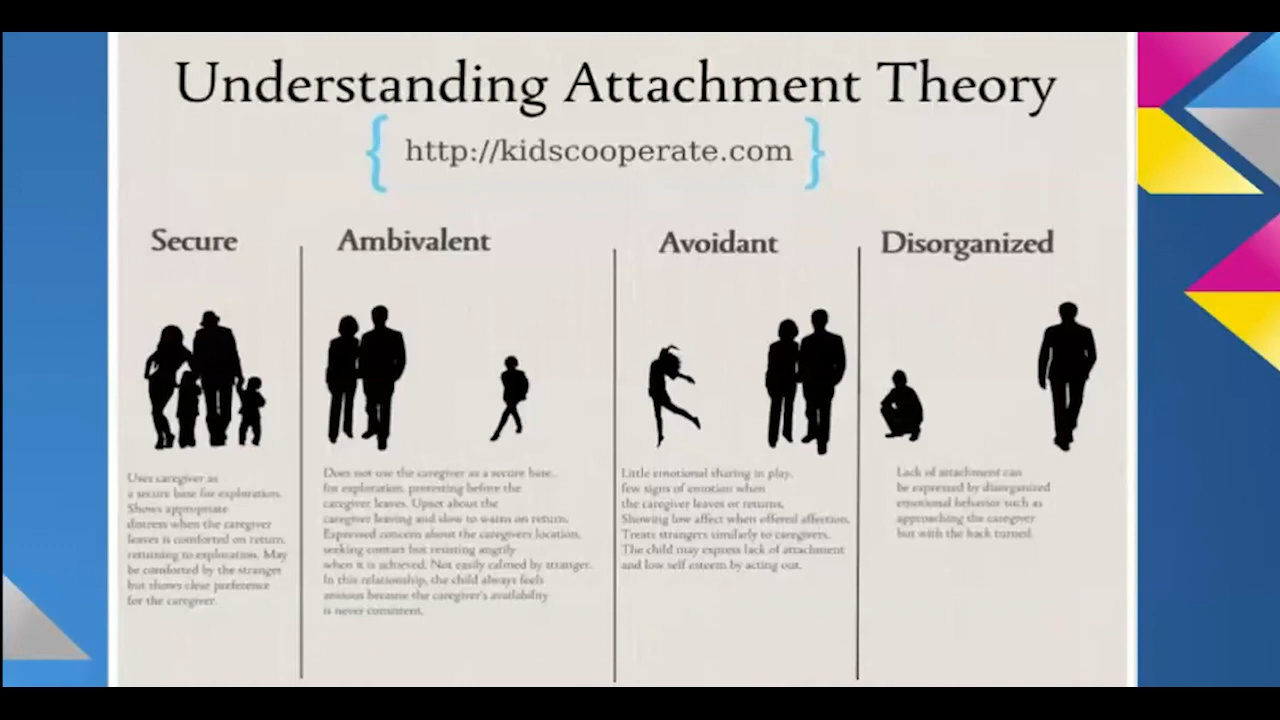 Understanding Attachment Theory
{ http://kidscooperate.com }
Secure
Uses caregiver as
a secure base for exploration.
Shows appropriate
distress when the caregiver
leaves is comforted on return,
returning to exploration. May
be comforted by the stranger
but shows clear preference
for the caregiver.
Ambivalent
Does not use the caregiver as a secure base.
for exploration, protesting before the
caregiver leaves. Upset about the
caregiver leaving and slow to warm on return.
Expressed concern about the caregivers location,
seeking contact but resisting angrily
when it is achieved. Not easily calmed by stranger.
In this relationship, the child always feels
anxious because the caregiver's availability
is never consistent.
Avoidant
Little emotional sharing in play.
few signs of emotion when
the caregiver leaves or returns,
Showing low affect when offered affection.
Treats strangers similarly to caregivers.
The child may express lack of attachment
and low self esteem by acting out.
Disorganized
Lack of attachment can
be expressed by disorganized
emotional behavior such as
approaching the caregiver
but with the back turned.